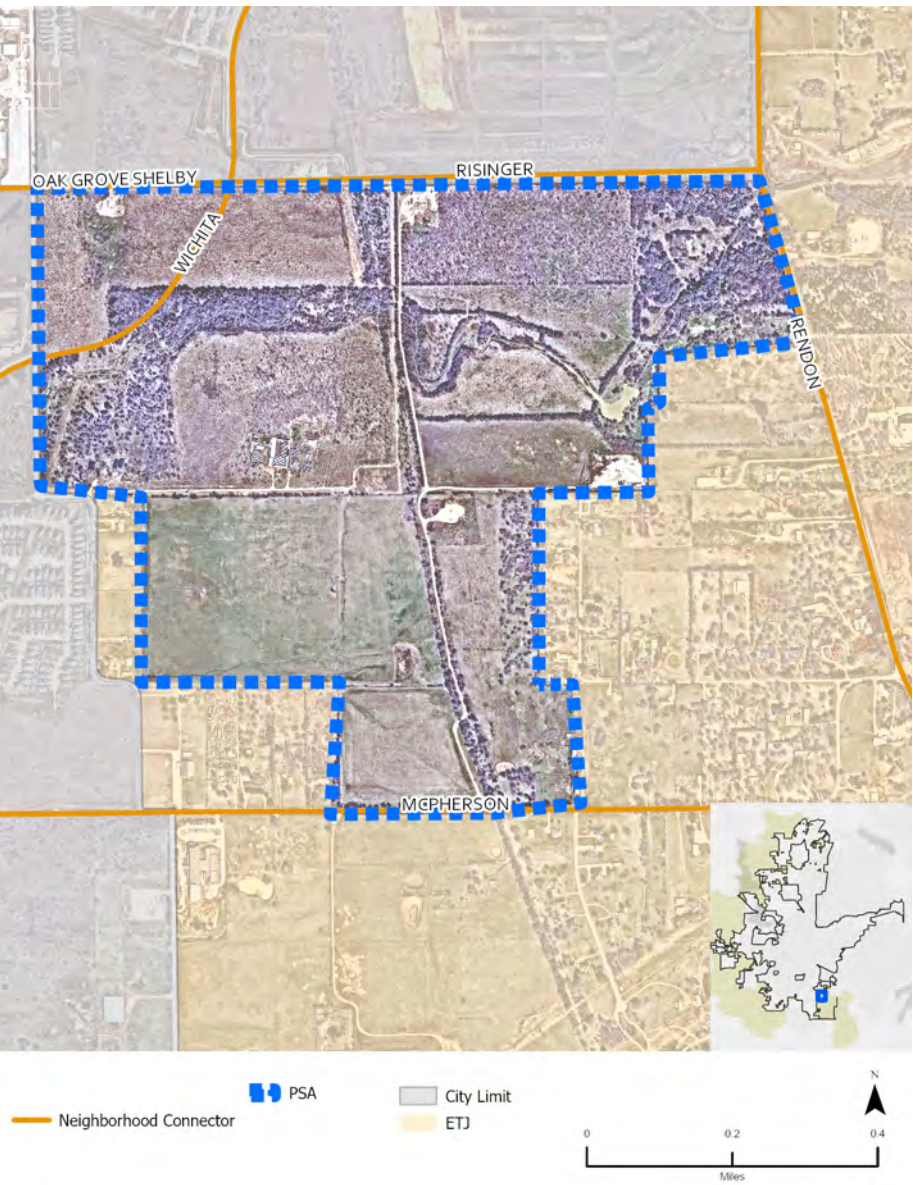 OAK GROVE SHELBY
RISINGER
WICHITA
RENDON
MCPHERSON
PSA
City Limit
Neighborhood Connector
ETJ
N
0
0.2
0.4
Miles